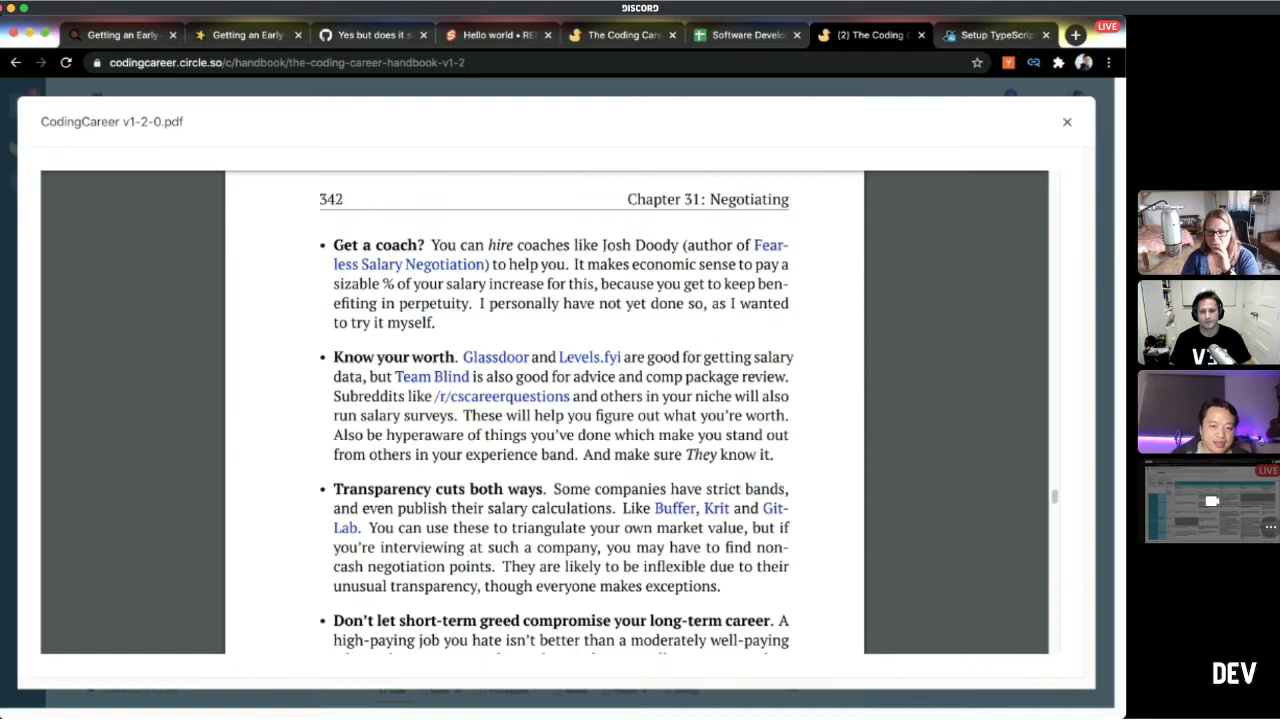 DISCORD
Getting an Early
Getting an Early
Yes but does it s
Hello world • RE
The Coding Car
Software Develo
(2) The Coding
Setup TypeScrip
LIVE
codingcareer.circle.so/c/handbook/the-coding-career-handbook-v1-2
CodingCareer v1-2-0.pdf
342 Chapter 31: Negotiating
• Get a coach? You can hire coaches like Josh Doody (author of Fear-
less Salary Negotiation) to help you. It makes economic sense to pay a
sizable % of your salary increase for this, because you get to keep ben-
efiting in perpetuity. I personally have not yet done so, as I wanted
to try it myself.
• Know your worth. Glassdoor and Levels.fyi are good for getting salary
data, but Team Blind is also good for advice and comp package review.
Subreddits like /r/cscareerquestions and others in your niche will also
run salary surveys. These will help you figure out what you're worth.
Also be hyperaware of things you've done which make you stand out
from others in your experience band. And make sure They know it.
• Transparency cuts both ways. Some companies have strict bands,
and even publish their salary calculations. Like Buffer, Krit and Git-
Lab. You can use these to triangulate your own market value, but if
you're interviewing at such a company, you may have to find non-
cash negotiation points. They are likely to be inflexible due to their
unusual transparency, though everyone makes exceptions.
• Don't let short-term greed compromise your long-term career. A
high-paying job you hate isn't better than a moderately well-paying
LIVE
DEV